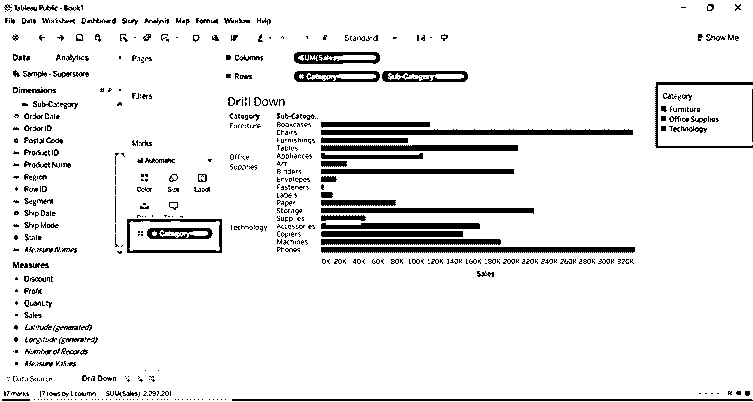 Tableau Public - Book1
File Data Worksheet Dashboard Story Analysis Map Format Window Help
Standard
Show Me
Data Analytics
Pages
Columns SUM(Sales)
Sample - Superstore
Rows Category Sub-Category
Dimensions
Filters
Sub-Category
Order Date
Order ID
Postal Code
Product ID
Product Name
Region
Row ID
Segment
Ship Date
Ship Mode
State
Measure Names
Marks
Automatic
Color Size Label
Category
Drill Down
Category Sub-Catego..
Furniture Bookcases
Chairs
Furnishings
Tables
Office Supplies Appliances
Art
Binders
Envelopes
Fasteners
Labels
Paper
Storage
Supplies
Technology Accessories
Copiers
Machines
Phones
0K 20K 40K 60K 80K 100K 120K 140K 160K 180K 200K 220K 240K 260K 280K 300K 320K
Sales
Category
Furniture
Office Supplies
Technology
Measures
Discount
Profit
Quantity
Sales
Latitude (generated)
Longitude (generated)
Number of Records
Measure Values
Data Source Drill Down
17 marks 17 rows by 1 column SUM(Sales): 2,297,201